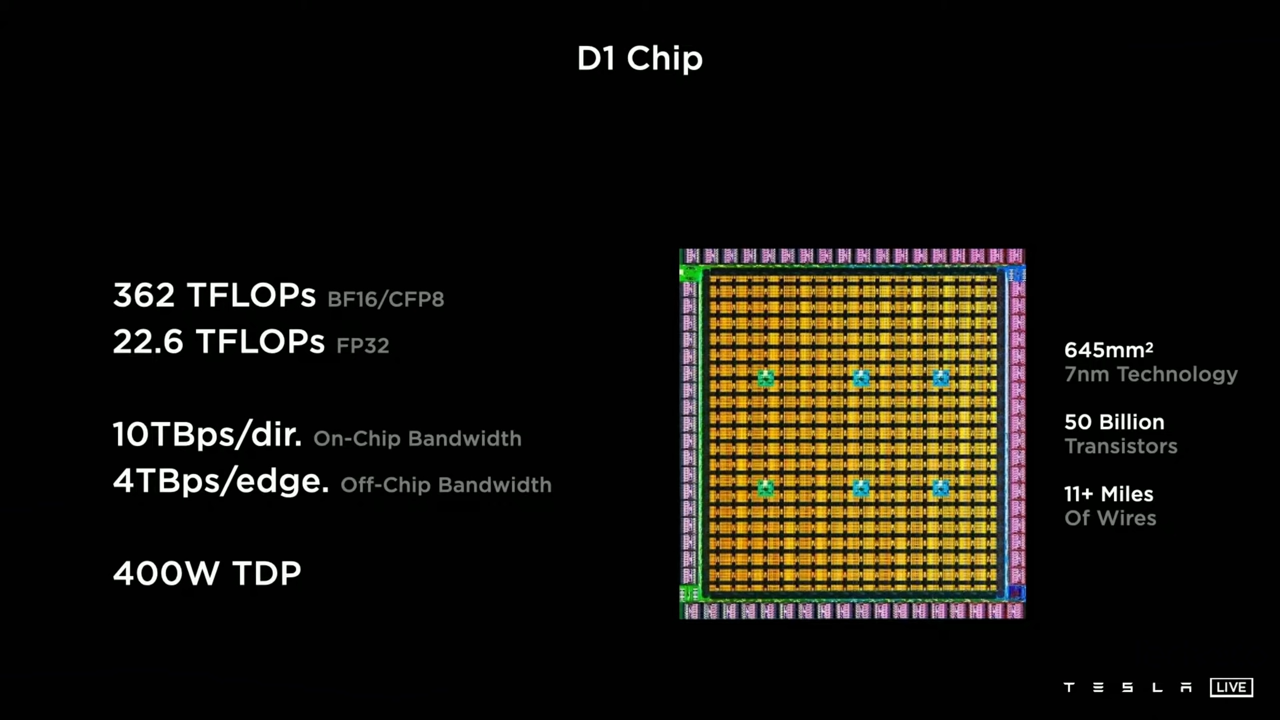 D1 Chip
362 TFLOPs BF16/CFP8
22.6 TFLOPs FP32
10TBps/dir. On-Chip Bandwidth
4TBps/edge. Off-Chip Bandwidth
400W TDP
645mm²
7nm Technology
50 Billion
Transistors
11+ Miles
Of Wires
TESLA LIVE